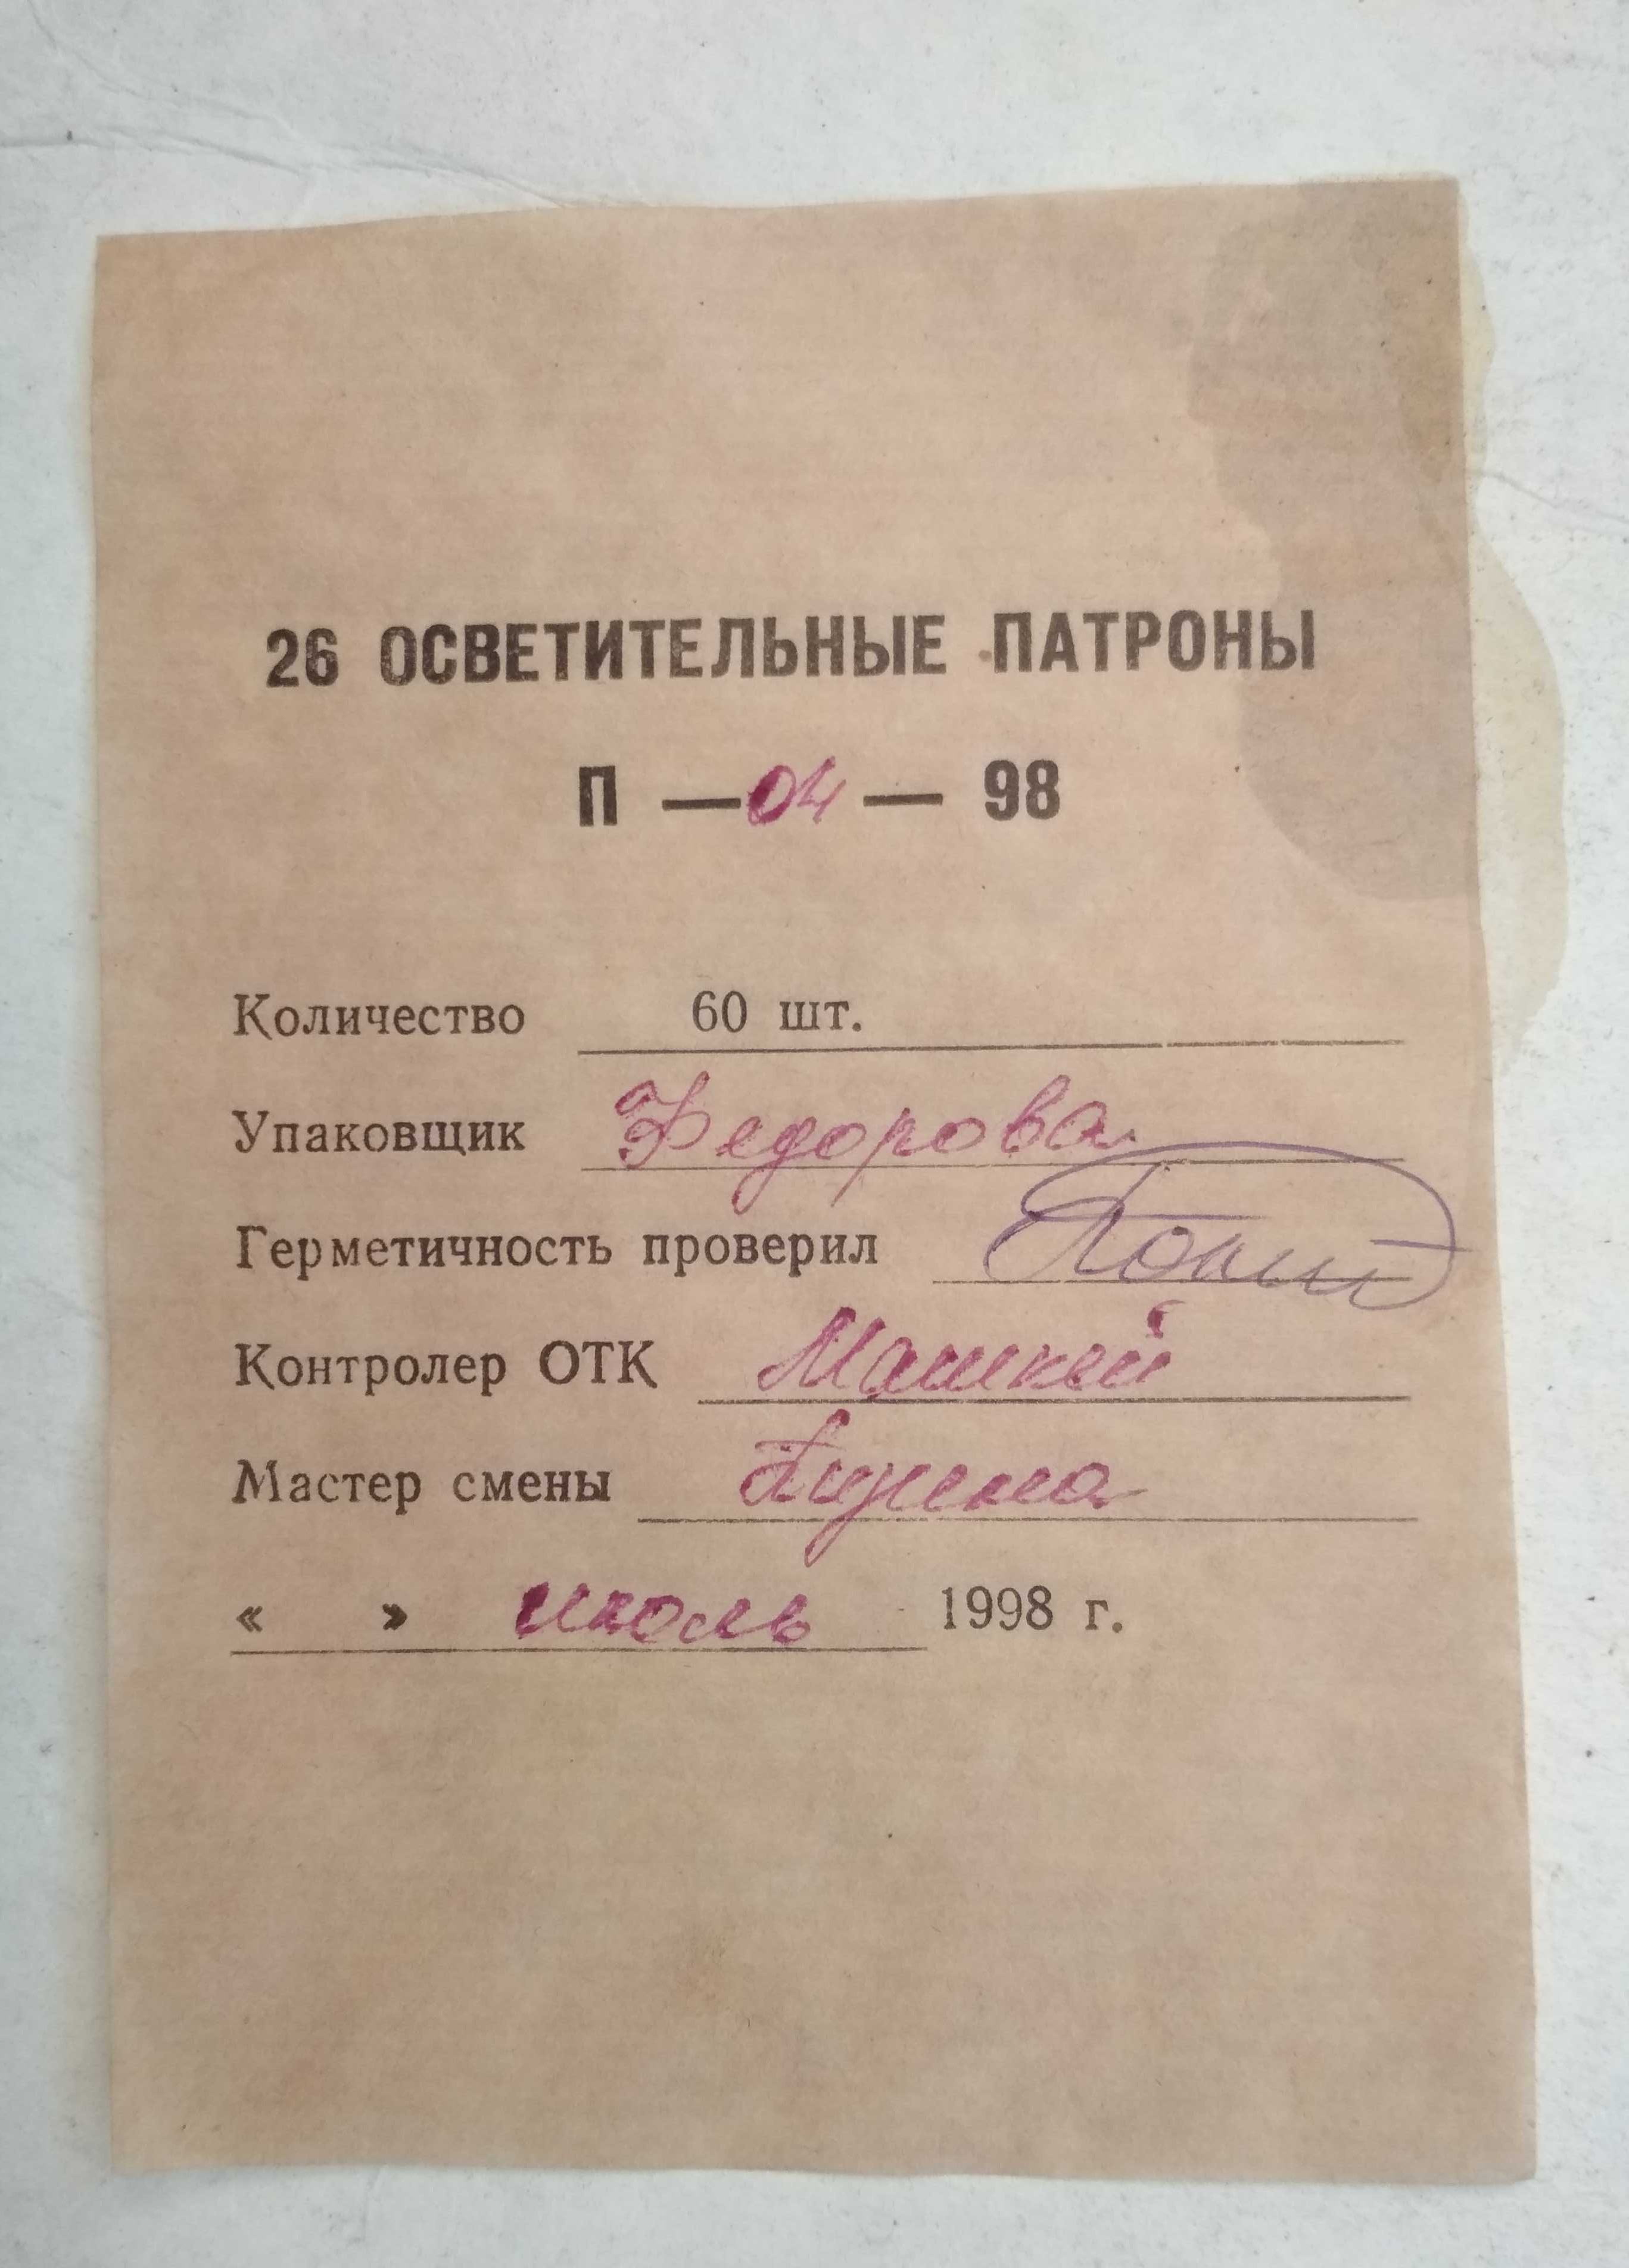 26 ОСВЕТИТЕЛЬНЫЕ ПАТРОНЫ
П — 04 — 98
Количество 60 шт.
Упаковщик Федорова
Герметичность проверил
Контролер ОТК
Мастер смены
« » июль 1998 г.